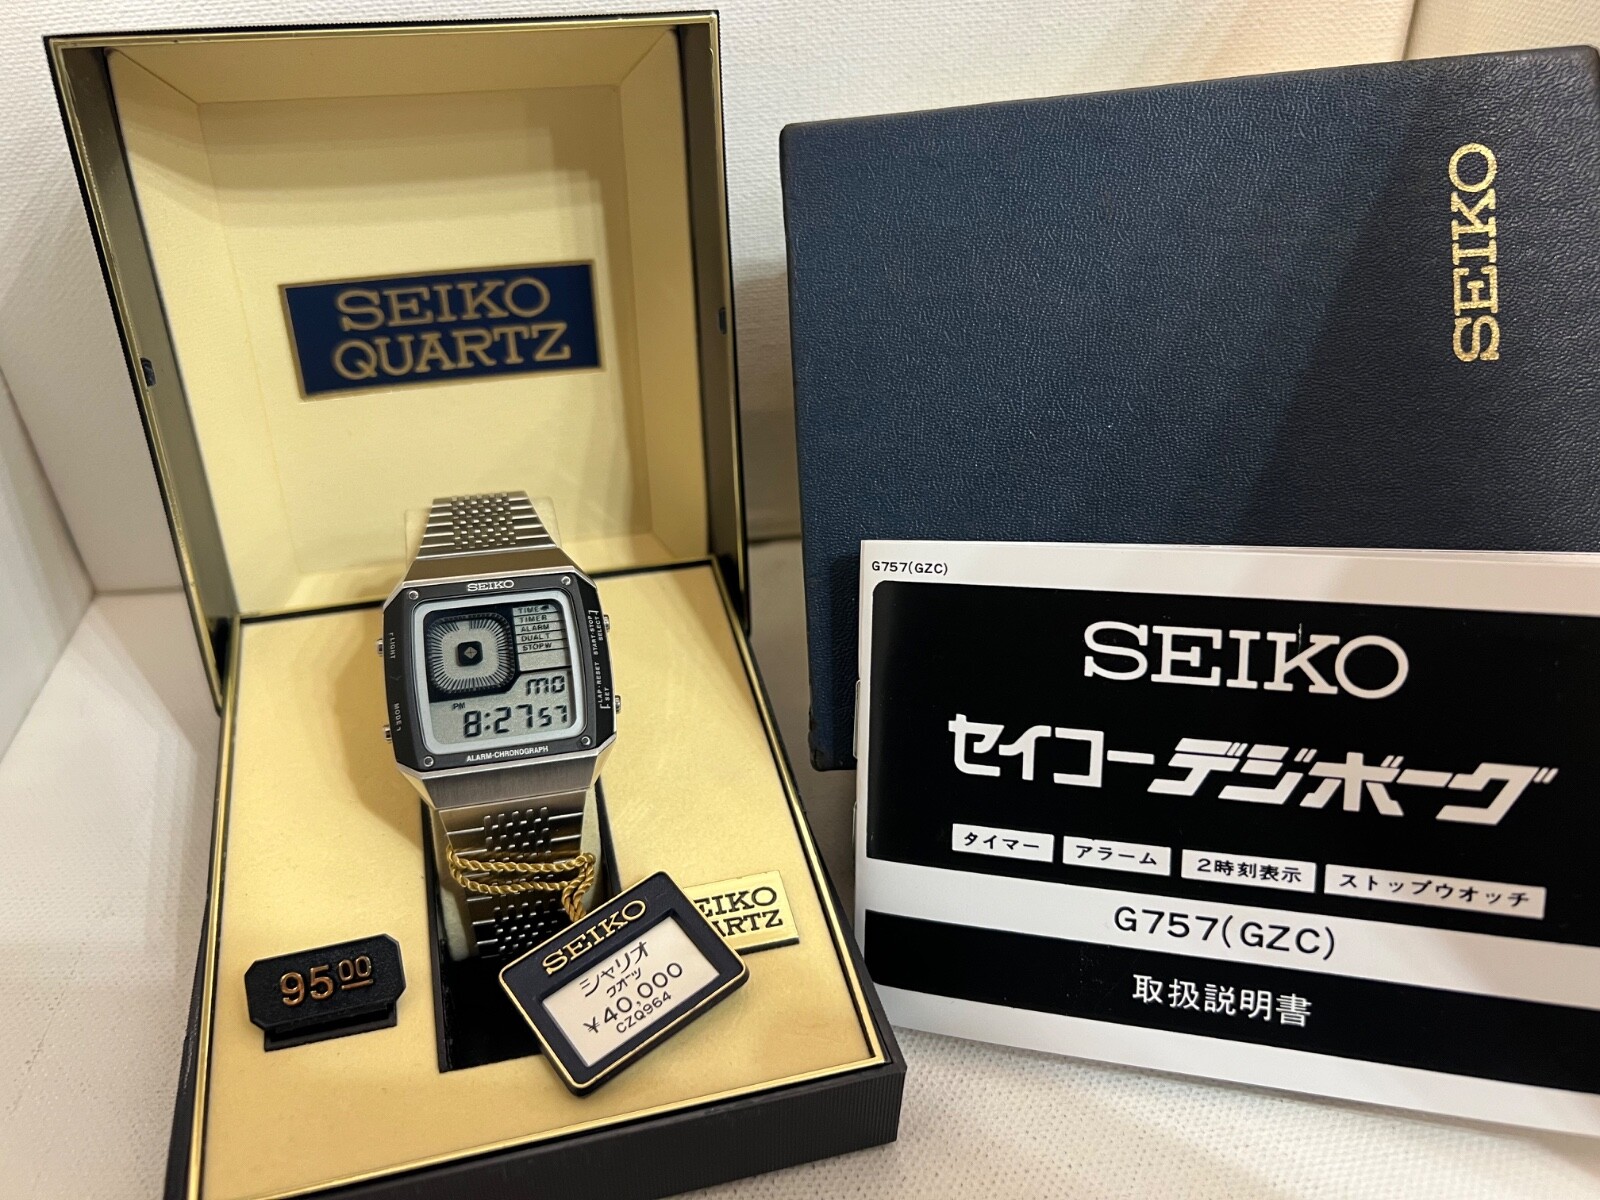 SEIKO
QUARTZ
SEIKO
TIME
TIMER
ALARM
DUAL T
STOPW
MO
PM
8:27 57
ALARM-CHRONOGRAPH
LIGHT
MODE
START·STOP
SELECT
LAP·RESET
SET
95.00
EIKO
ARTZ
SEIKO
シャリオ
クオーツ
¥40,000
CZQ964
SEIKO
G757(GZC)
SEIKO
セイコーデジボーグ
タイマー アラーム 2時刻表示 ストップウオッチ
G757(GZC)
取扱説明書